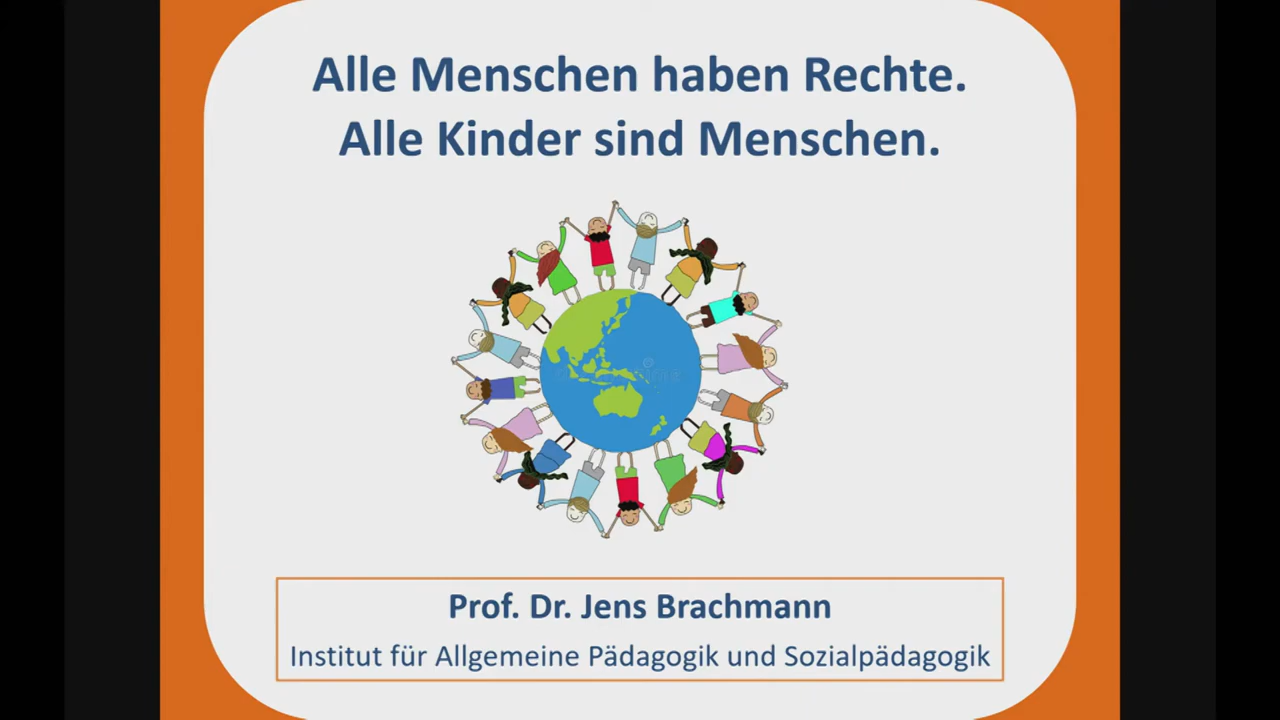 Alle Menschen haben Rechte.
Alle Kinder sind Menschen.
Prof. Dr. Jens Brachmann
Institut für Allgemeine Pädagogik und Sozialpädagogik